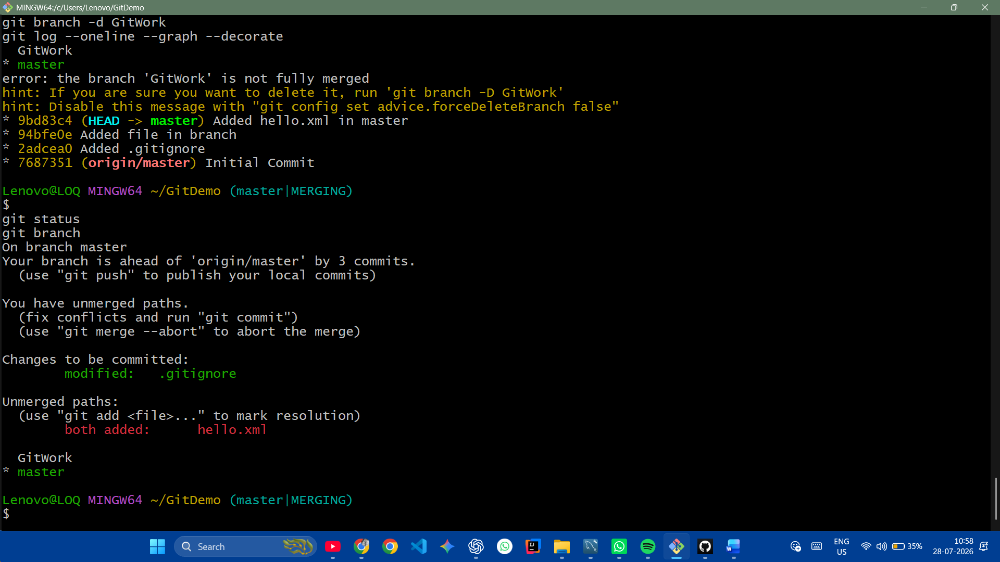 MINGW64:/c/Users/Lenovo/GitDemo
git branch -d GitWork
git log --oneline --graph --decorate
  GitWork
* master
error: the branch 'GitWork' is not fully merged
hint: If you are sure you want to delete it, run 'git branch -D GitWork'
hint: Disable this message with "git config set advice.forceDeleteBranch false"
* 9bd83c4 (HEAD -> master) Added hello.xml in master
* 94bfe0e Added file in branch
* 2adcea0 Added .gitignore
* 7687351 (origin/master) Initial Commit

Lenovo@LOQ MINGW64 ~/GitDemo (master|MERGING)
$
git status
git branch
On branch master
Your branch is ahead of 'origin/master' by 3 commits.
  (use "git push" to publish your local commits)

You have unmerged paths.
  (fix conflicts and run "git commit")
  (use "git merge --abort" to abort the merge)

Changes to be committed:
        modified:   .gitignore

Unmerged paths:
  (use "git add <file>..." to mark resolution)
        both added:      hello.xml

  GitWork
* master

Lenovo@LOQ MINGW64 ~/GitDemo (master|MERGING)
$
Search
ENG
US
35%
10:58
28-07-2026